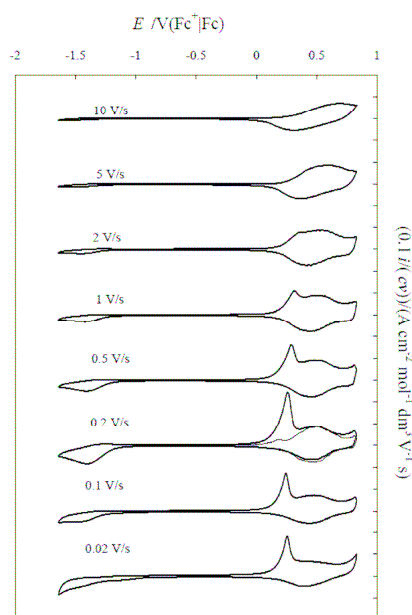 E /V(Fc⁺|Fc)
-2 -1.5 -1 -0.5 0 0.5 1
10 V/s
5 V/s
2 V/s
1 V/s
0.5 V/s
0.2 V/s
0.1 V/s
0.02 V/s
(0.1 i/(cv))/(A cm⁻² mol⁻¹ dm³ V⁻¹ s)